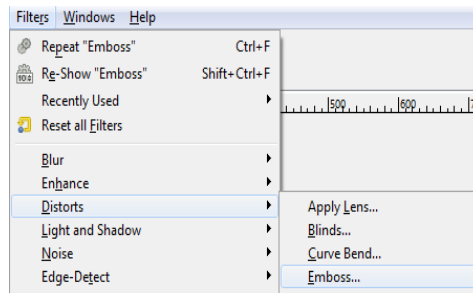 Filters Windows Help
Repeat "Emboss" Ctrl+F
Re-Show "Emboss" Shift+Ctrl+F
Recently Used
500 600
Reset all Filters
Blur
Enhance
Distorts
Apply Lens...
Light and Shadow
Blinds...
Noise
Curve Bend...
Edge-Detect
Emboss...